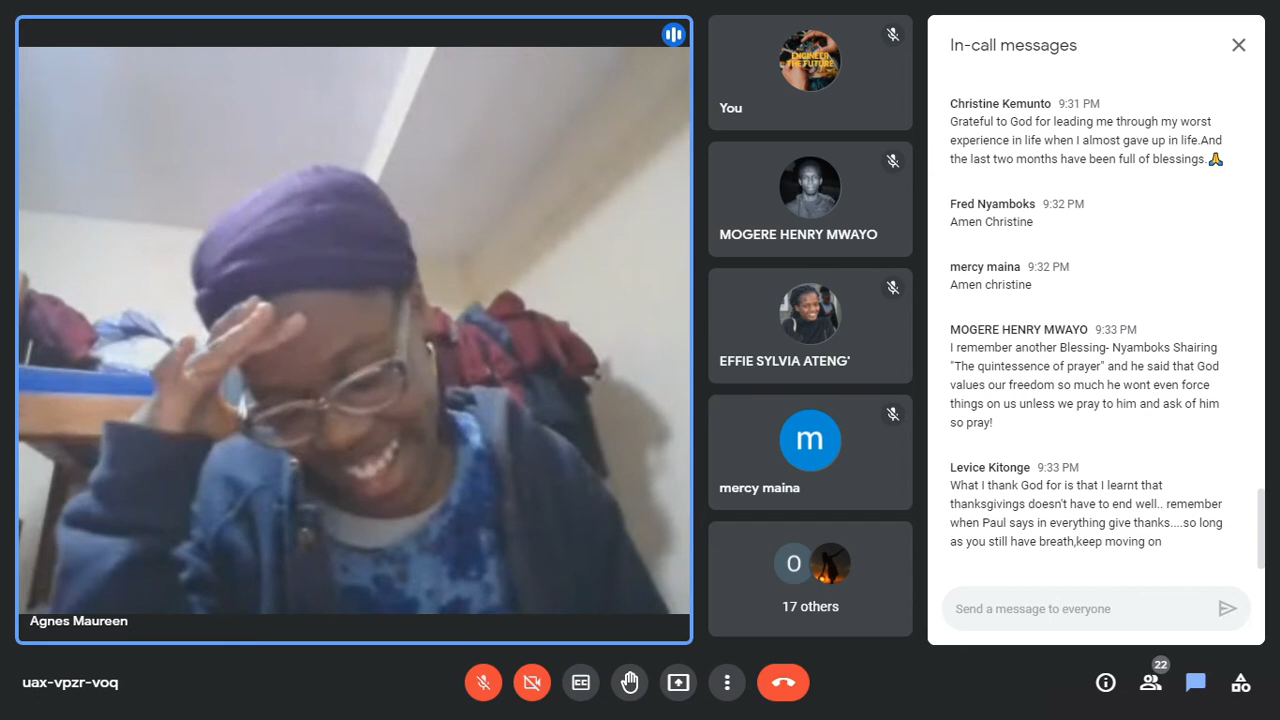 ENGINEER
THE FUTURE
You
MOGERE HENRY MWAYO
EFFIE SYLVIA ATENG'
m
mercy maina
O
17 others
Agnes Maureen
In-call messages
Christine Kemunto 9:31 PM
Grateful to God for leading me through my worst
experience in life when I almost gave up in life.And
the last two months have been full of blessings.🙏
Fred Nyamboks 9:32 PM
Amen Christine
mercy maina 9:32 PM
Amen christine
MOGERE HENRY MWAYO 9:33 PM
I remember another Blessing- Nyamboks Shairing
"The quintessence of prayer" and he said that God
values our freedom so much he wont even force
things on us unless we pray to him and ask of him
so pray!
Levice Kitonge 9:33 PM
What I thank God for is that I learnt that
thanksgivings doesn't have to end well.. remember
when Paul says in everything give thanks....so long
as you still have breath,keep moving on
Send a message to everyone
uax-vpzr-voq
CC
22